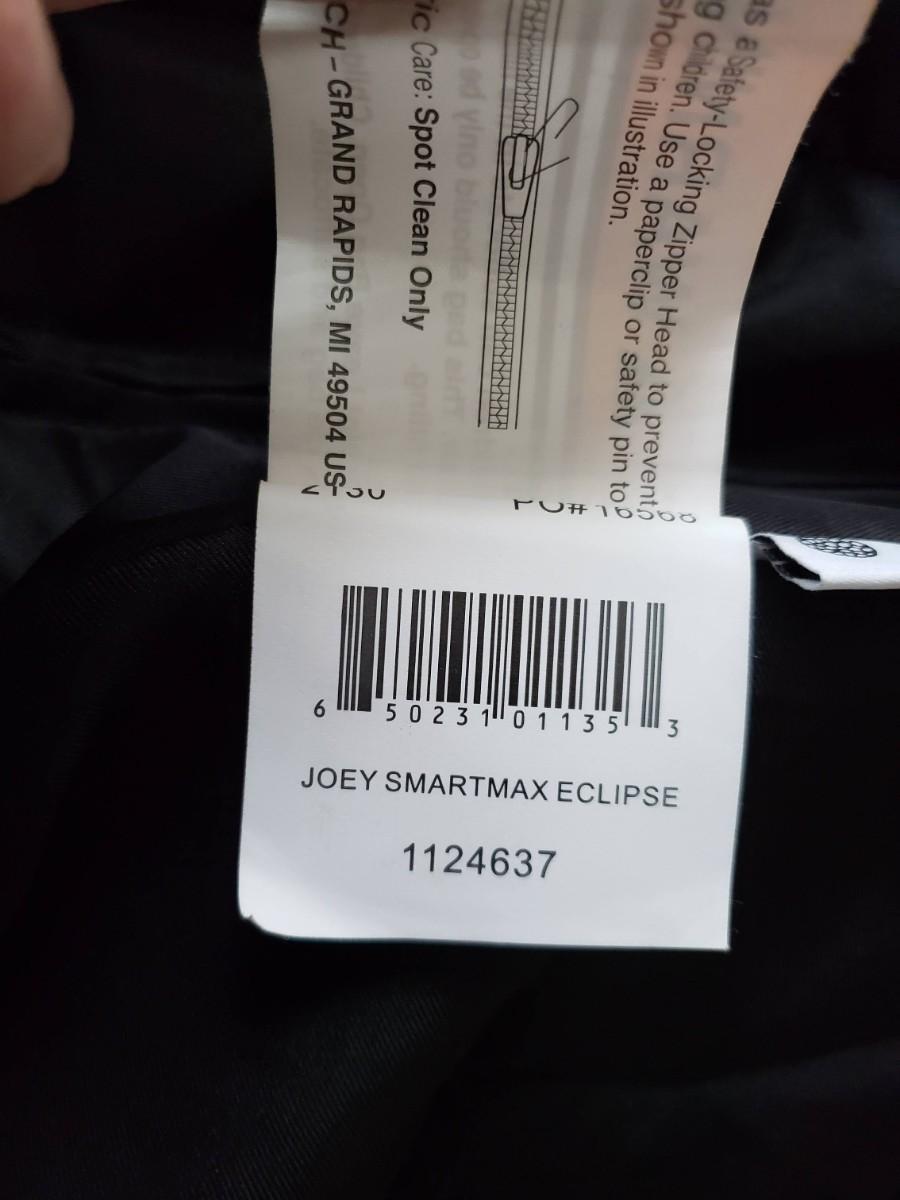 as a Safety-Locking Zipper Head to prevent
g children. Use a paperclip or safety pin to
shown in illustration.
ic Care: Spot Clean Only
CH – GRAND RAPIDS, MI 49504 US
6 50231 01135 3
JOEY SMARTMAX ECLIPSE
1124637